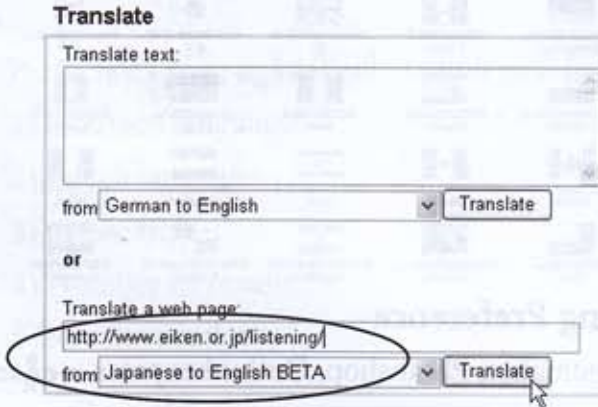 Translate
Translate text:
from German to English Translate
or
Translate a web page:
http://www.eiken.or.jp/listening/
from Japanese to English BETA Translate